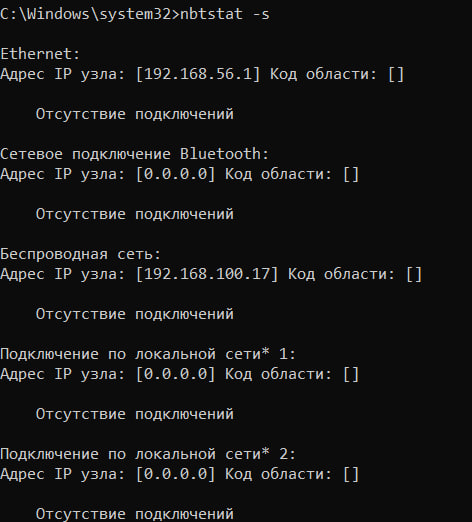 C:\Windows\system32>nbtstat -s
Ethernet:
Адрес IP узла: [192.168.56.1] Код области: []
Отсутствие подключений
Сетевое подключение Bluetooth:
Адрес IP узла: [0.0.0.0] Код области: []
Отсутствие подключений
Беспроводная сеть:
Адрес IP узла: [192.168.100.17] Код области: []
Отсутствие подключений
Подключение по локальной сети* 1:
Адрес IP узла: [0.0.0.0] Код области: []
Отсутствие подключений
Подключение по локальной сети* 2:
Адрес IP узла: [0.0.0.0] Код области: []
Отсутствие подключений